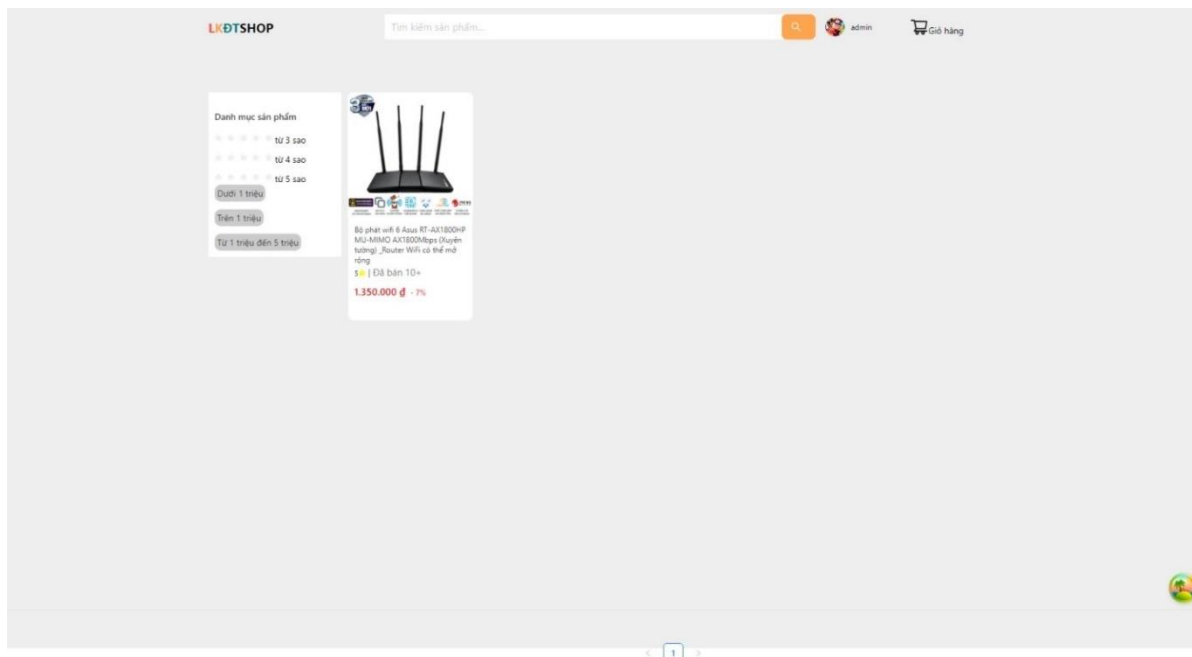 LKĐTSHOP
Tìm kiếm sản phẩm...
admin
Giỏ hàng
Danh mục sản phẩm
từ 3 sao
từ 4 sao
từ 5 sao
Dưới 1 triệu
Trên 1 triệu
Từ 1 triệu đến 5 triệu
Bộ phát wifi 6 Asus RT-AX1800HP
MU-MIMO AX1800Mbps (Xuyên
tường) _Router WiFi có thể mở
rộng
5 | Đã bán 10+
1.350.000 ₫ - 7%
< 1 >